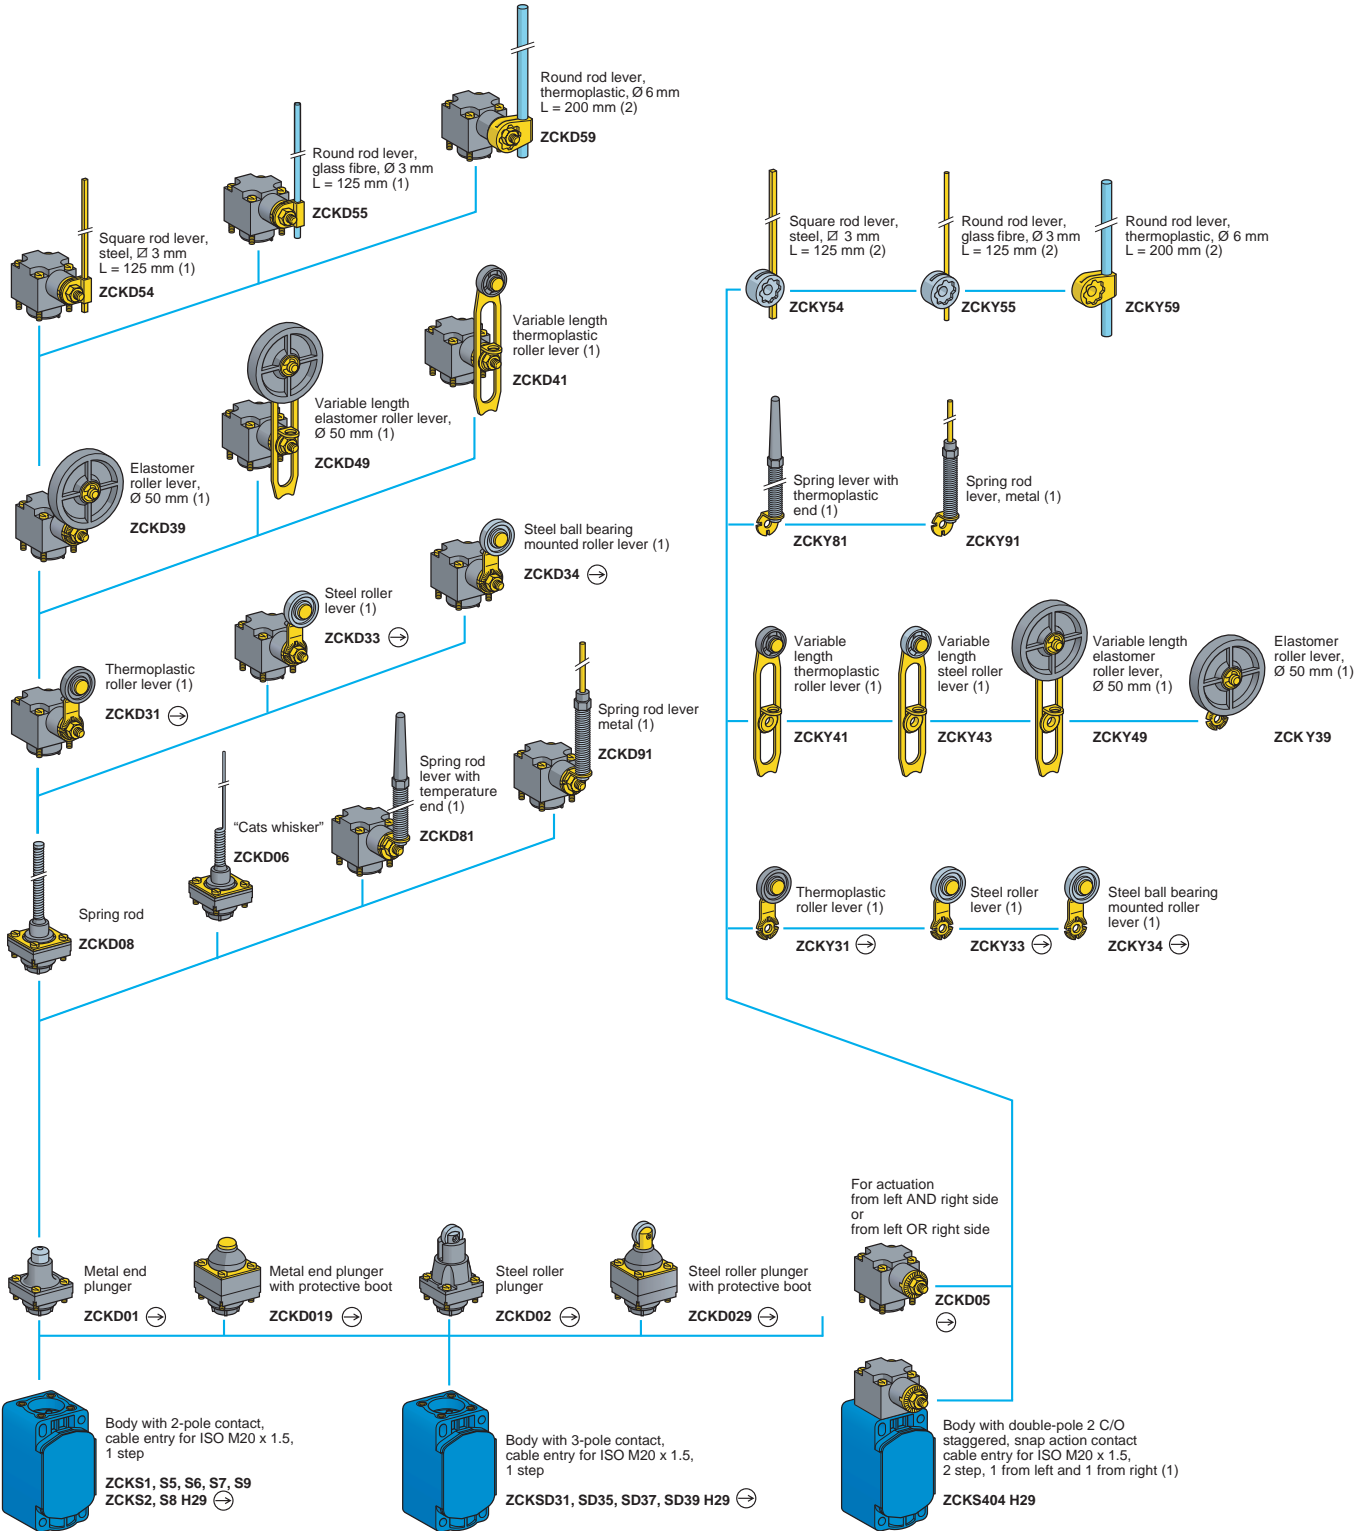 Round rod lever,
thermoplastic, Ø 6 mm
L = 200 mm (2)
ZCKD59
Round rod lever,
glass fibre, Ø 3 mm
L = 125 mm (1)
ZCKD55
Square rod lever,
steel, ⍁ 3 mm
L = 125 mm (1)
ZCKD54
Variable length
thermoplastic
roller lever (1)
ZCKD41
Variable length
elastomer roller lever,
Ø 50 mm (1)
ZCKD49
Elastomer
roller lever,
Ø 50 mm (1)
ZCKD39
Steel ball bearing
mounted roller lever (1)
ZCKD34
Steel roller
lever (1)
ZCKD33
Thermoplastic
roller lever (1)
ZCKD31
Spring rod lever
metal (1)
ZCKD91
Spring rod
lever with
temperature
end (1)
ZCKD81
“Cats whisker”
ZCKD06
Spring rod
ZCKD08
Square rod lever,
steel, ⍁ 3 mm
L = 125 mm (2)
ZCKY54
Round rod lever,
glass fibre, Ø 3 mm
L = 125 mm (2)
ZCKY55
Round rod lever,
thermoplastic, Ø 6 mm
L = 200 mm (2)
ZCKY59
Spring lever with
thermoplastic
end (1)
ZCKY81
Spring rod
lever, metal (1)
ZCKY91
Variable
length
thermoplastic
roller lever (1)
ZCKY41
Variable
length
steel roller
lever (1)
ZCKY43
Variable length
elastomer
roller lever,
Ø 50 mm (1)
ZCKY49
Elastomer
roller lever,
Ø 50 mm (1)
ZCK Y39
Thermoplastic
roller lever (1)
ZCKY31
Steel roller
lever (1)
ZCKY33
Steel ball bearing
mounted roller
lever (1)
ZCKY34
For actuation
from left AND right side
or
from left OR right side
ZCKD05
Metal end
plunger
ZCKD01
Metal end plunger
with protective boot
ZCKD019
Steel roller
plunger
ZCKD02
Steel roller plunger
with protective boot
ZCKD029
Body with 2-pole contact,
cable entry for ISO M20 x 1.5,
1 step
ZCKS1, S5, S6, S7, S9
ZCKS2, S8 H29
Body with 3-pole contact,
cable entry for ISO M20 x 1.5,
1 step
ZCKSD31, SD35, SD37, SD39 H29
Body with double-pole 2 C/O
staggered, snap action contact
cable entry for ISO M20 x 1.5,
2 step, 1 from left and 1 from right (1)
ZCKS404 H29